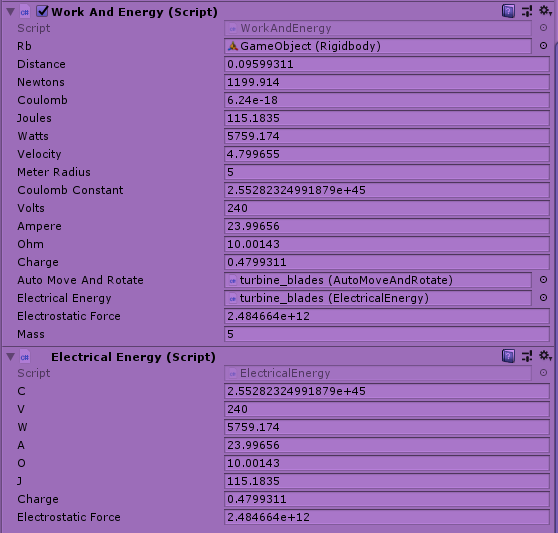 Work And Energy (Script)
Script WorkAndEnergy
Rb GameObject (Rigidbody)
Distance 0.09599311
Newtons 1199.914
Coulomb 6.24e-18
Joules 115.1835
Watts 5759.174
Velocity 4.799655
Meter Radius 5
Coulomb Constant 2.55282324991879e+45
Volts 240
Ampere 23.99656
Ohm 10.00143
Charge 0.4799311
Auto Move And Rotate turbine_blades (AutoMoveAndRotate)
Electrical Energy turbine_blades (ElectricalEnergy)
Electrostatic Force 2.484664e+12
Mass 5
Electrical Energy (Script)
Script ElectricalEnergy
C 2.55282324991879e+45
V 240
W 5759.174
A 23.99656
O 10.00143
J 115.1835
Charge 0.4799311
Electrostatic Force 2.484664e+12